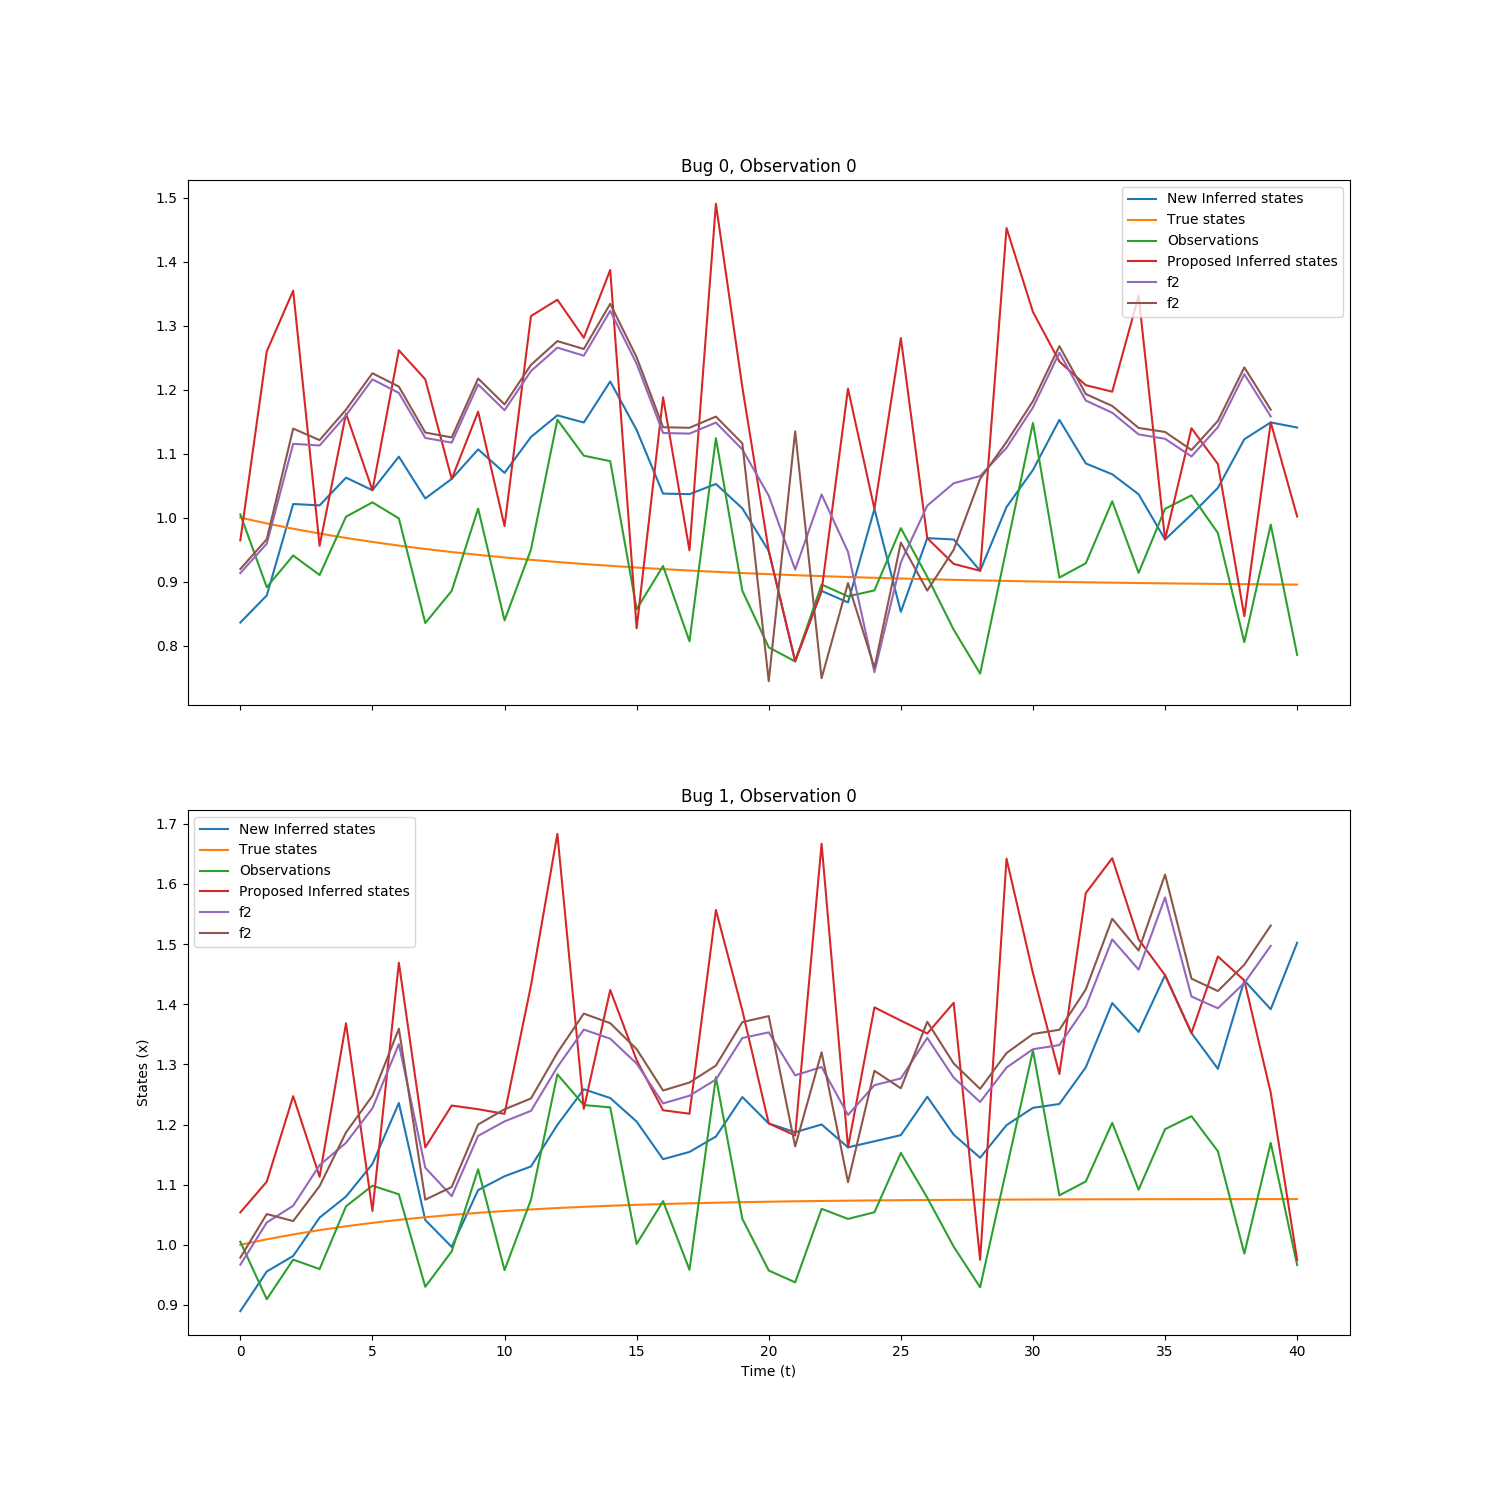 Bug 0, Observation 0
1.5
1.4
1.3
1.2
1.1
1.0
0.9
0.8
New Inferred states
True states
Observations
Proposed Inferred states
f2
f2
Bug 1, Observation 0
1.7
1.6
1.5
1.4
1.3
1.2
1.1
1.0
0.9
States (x)
New Inferred states
True states
Observations
Proposed Inferred states
f2
f2
0 5 10 15 20 25 30 35 40
Time (t)